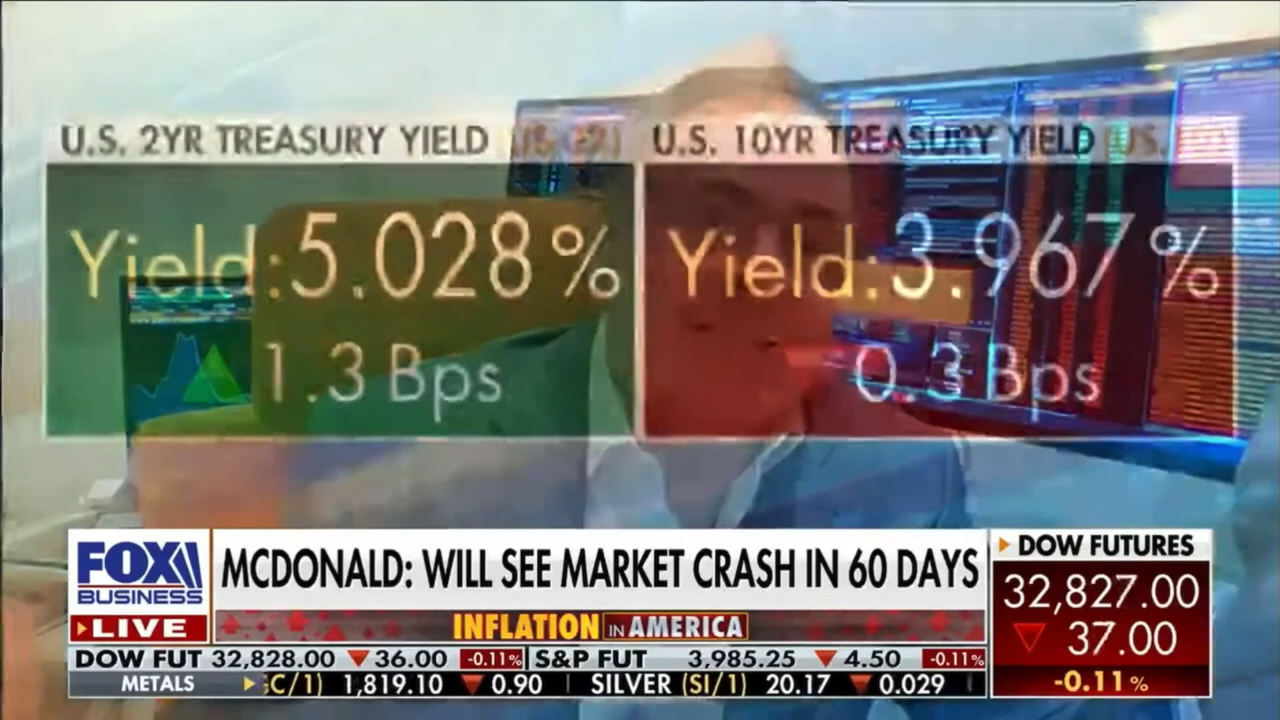 U.S. 2YR TREASURY YIELD
U.S. 10YR TREASURY YIELD
Yield:5.028%
Yield:3.967%
1.3 Bps
0.3 Bps
FOX BUSINESS
LIVE
MCDONALD: WILL SEE MARKET CRASH IN 60 DAYS
INFLATION IN AMERICA
DOW FUTURES
32,827.00
37.00
-0.11%
DOW FUT 32,828.00 36.00 -0.11% S&P FUT 3,985.25 4.50 -0.11%
METALS C/1) 1,819.10 0.90 SILVER (SI/1) 20.17 0.029